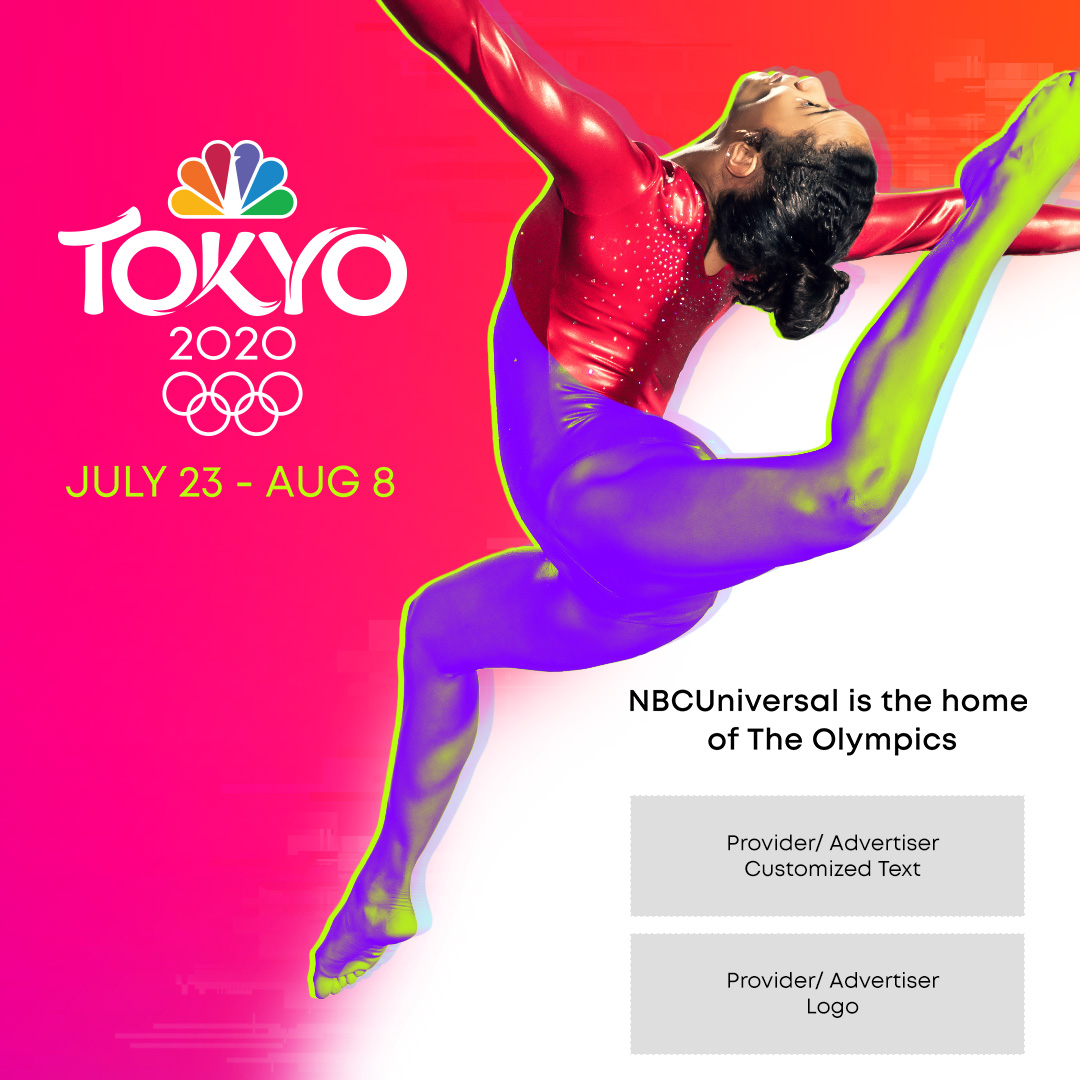 TOKYO
2020
JULY 23 - AUG 8
NBCUniversal is the home
of The Olympics
Provider/ Advertiser
Customized Text
Provider/ Advertiser
Logo